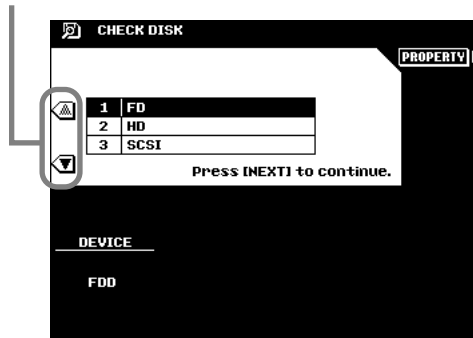 CHECK DISK
PROPERTY
1 FD
2 HD
3 SCSI
Press [NEXT] to continue.
DEVICE
FDD